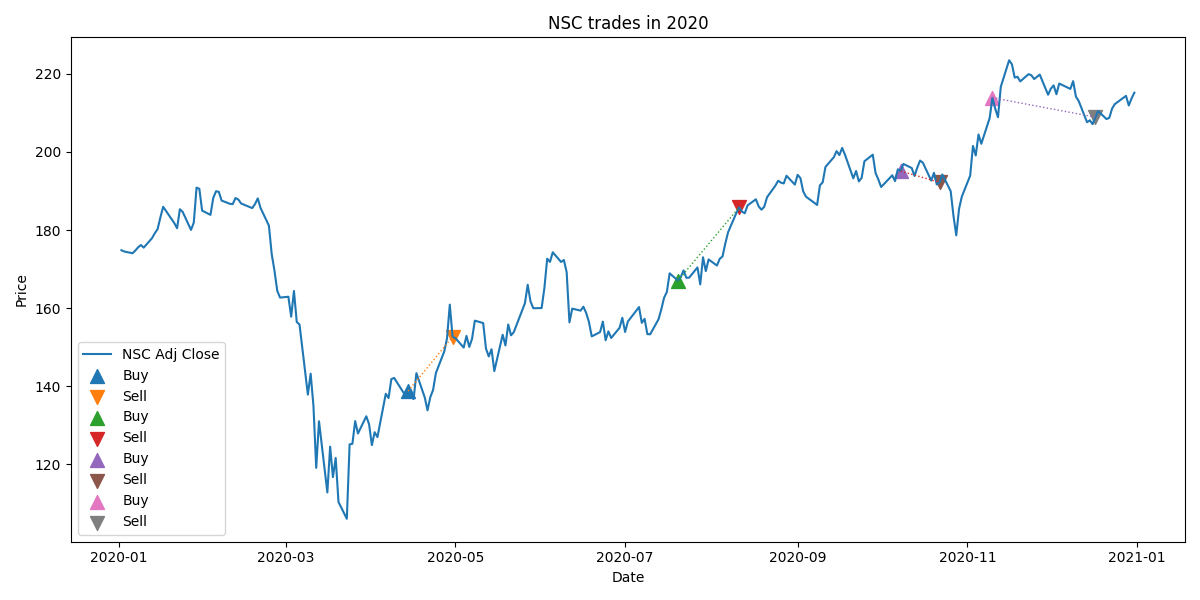 NSC trades in 2020
Price
220
200
180
160
140
120
NSC Adj Close
Buy
Sell
Buy
Sell
Buy
Sell
Buy
Sell
2020-01
2020-03
2020-05
2020-07
2020-09
2020-11
2021-01
Date